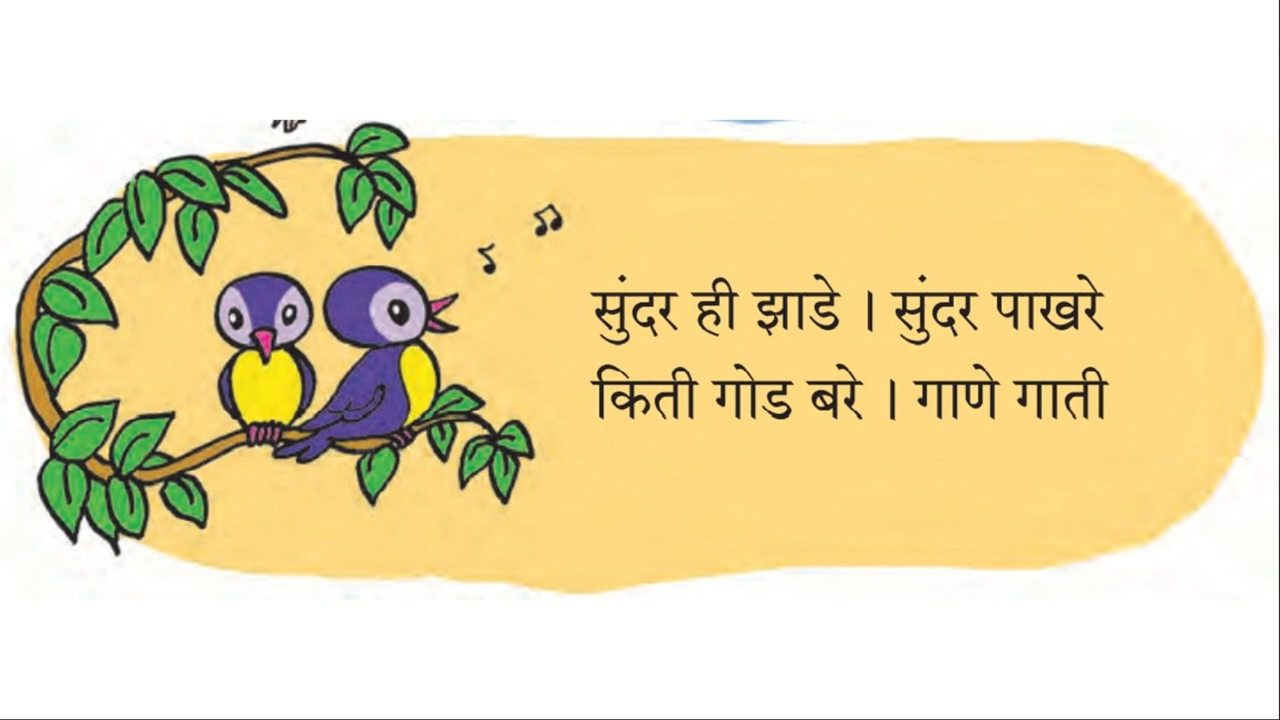 सुंदर ही झाडे । सुंदर पाखरे
किती गोड बरे । गाणे गाती